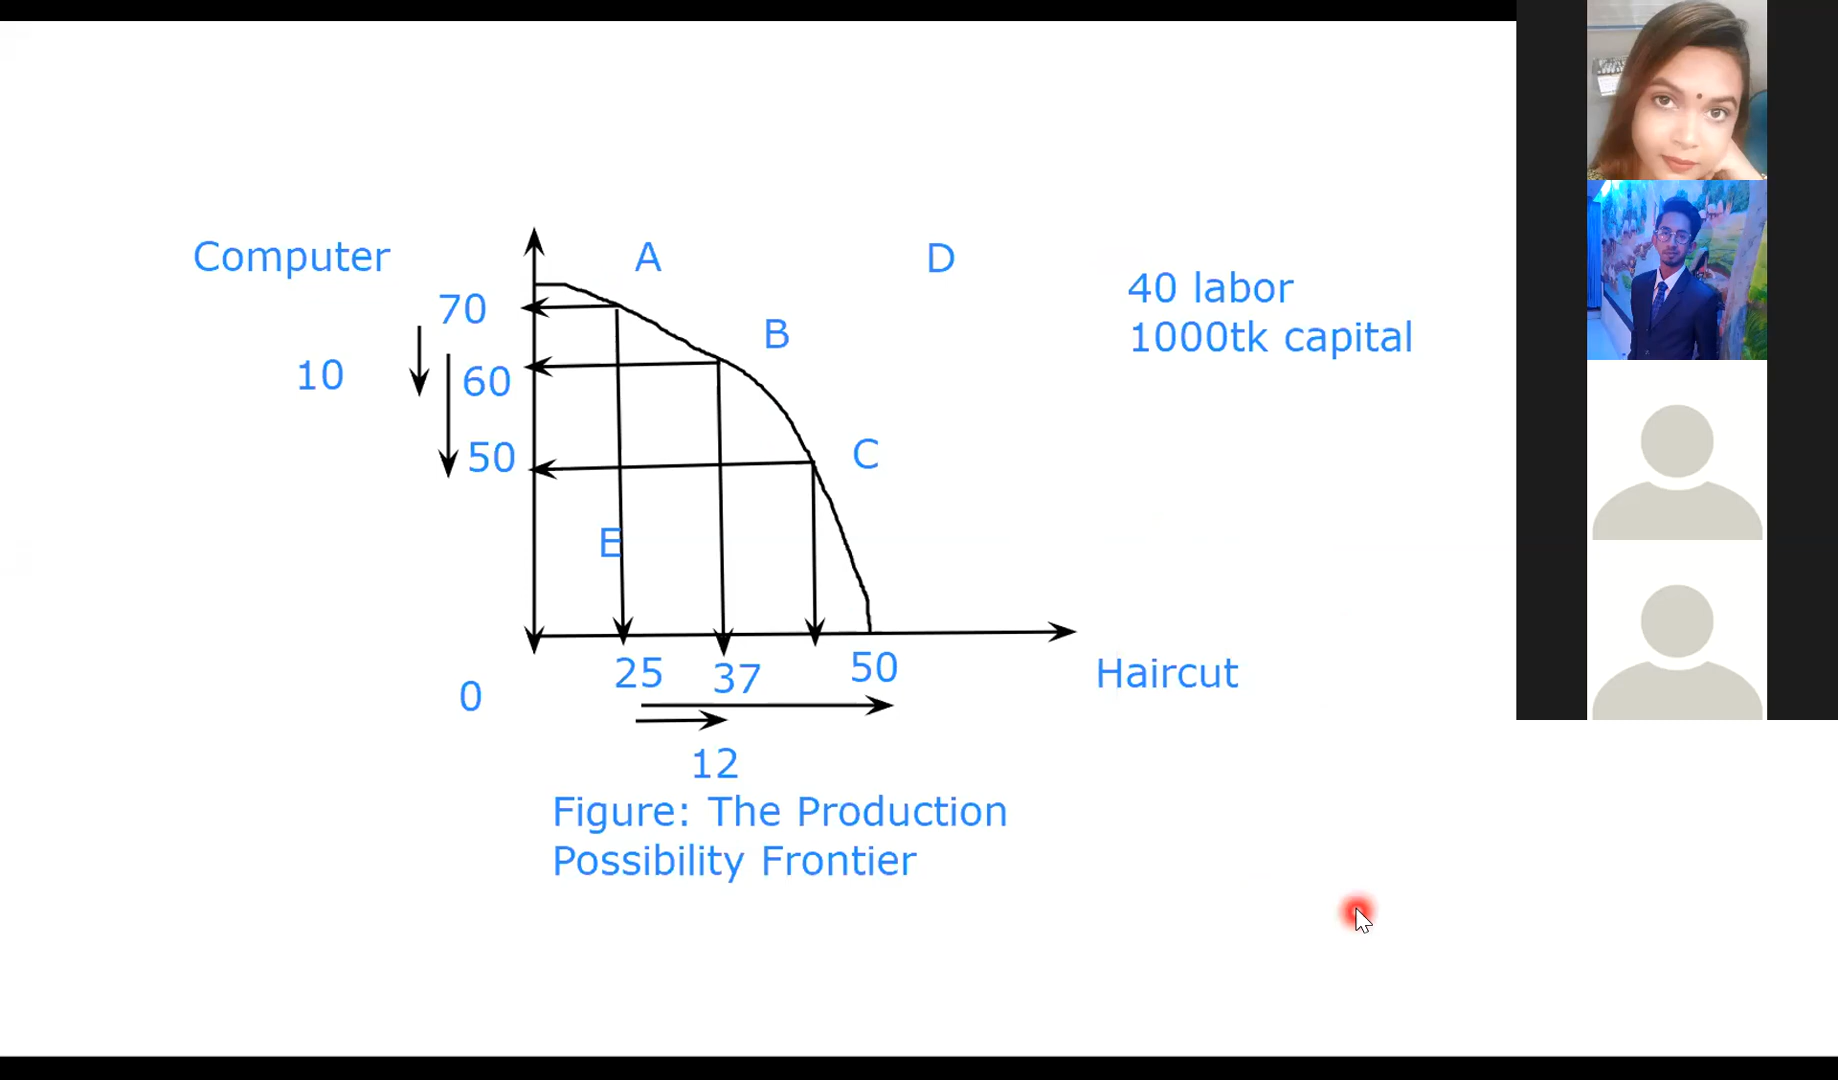 Computer
A
D
70
40 labor
1000tk capital
B
10
60
50
C
E
25
37
50
Haircut
0
12
Figure: The Production
Possibility Frontier